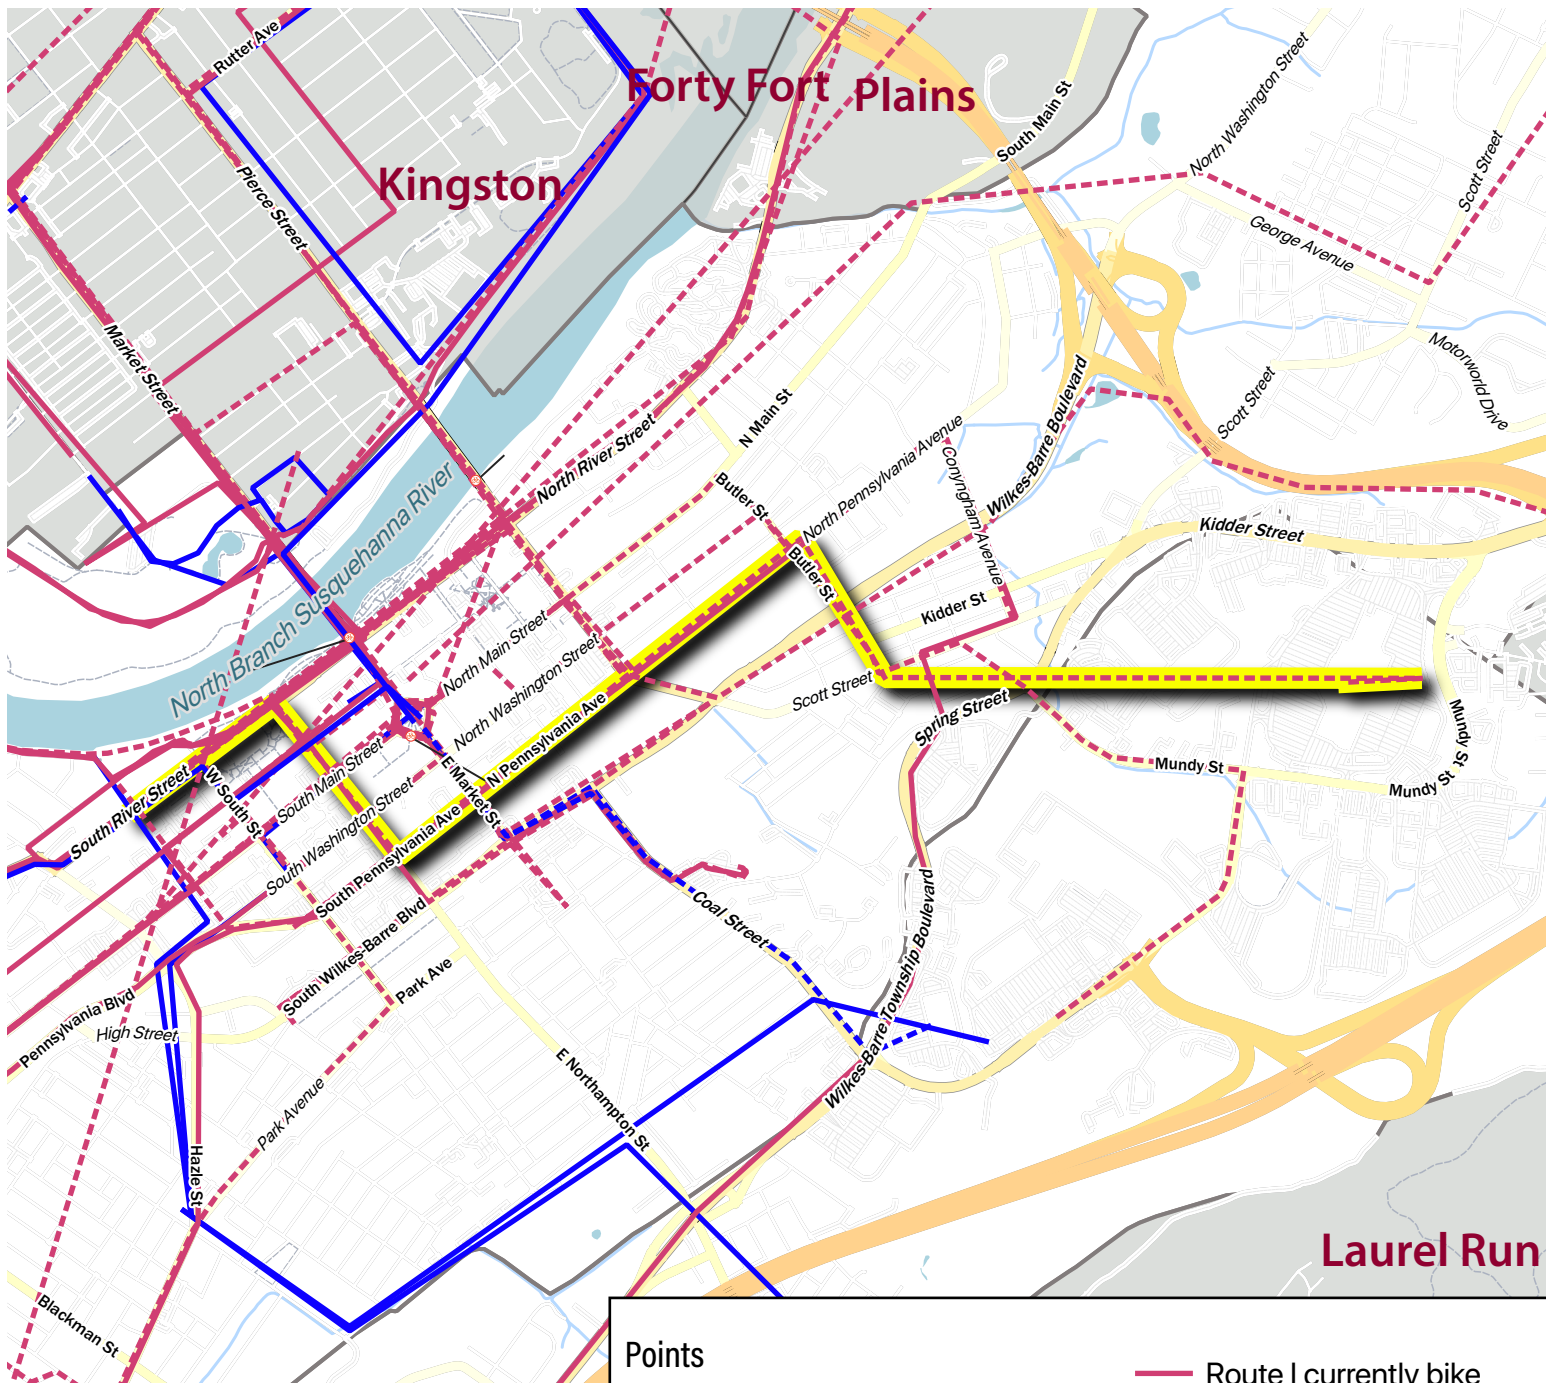 Rutter Ave
Forty Fort
Plains
Kingston
South Main St
North Washington Street
Scott Street
George Avenue
Pierce Street
Market Street
Motorworld Drive
Scott Street
Wilkes-Barre Boulevard
N Main St
North River Street
North Pennsylvania Avenue
Conyngham Avenue
Butler St
Butler St
Kidder Street
Kidder St
North Branch Susquehanna River
North Main Street
North Washington Street
N Pennsylvania Ave
Scott Street
Spring Street
Mundy St
Mundy St
Mundy St
E Market St
South Main Street
South Washington Street
W South St
South River Street
South Pennsylvania Ave
South Wilkes-Barre Blvd
Park Ave
Coal Street
Wilkes-Barre Township Boulevard
Pennsylvania Blvd
High Street
Park Avenue
E Northampton St
Hazle St
Blackman St
Laurel Run
Points
Route I currently bike